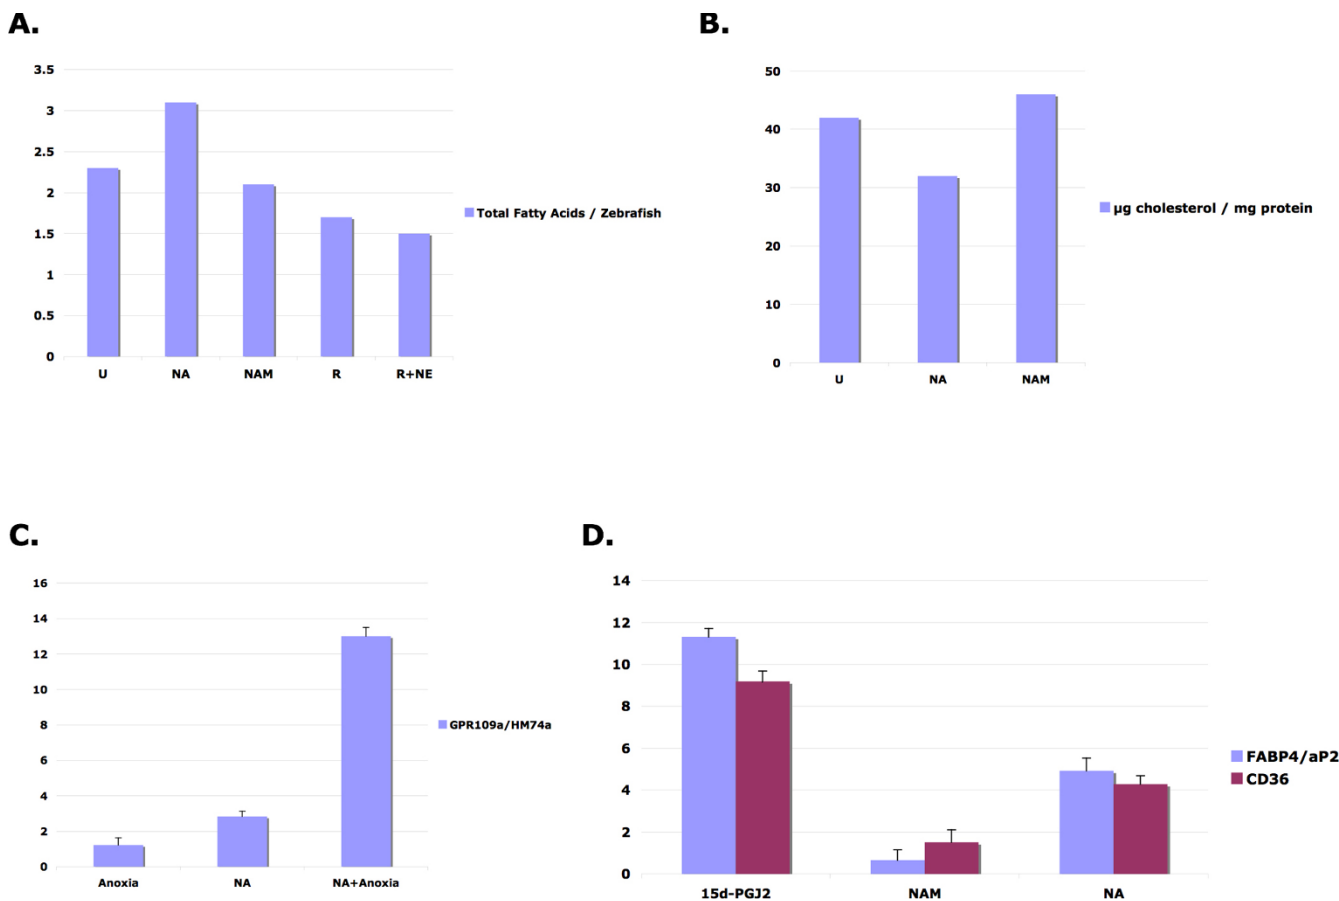 A.
3.5
3
2.5
2
1.5
1
0.5
0
U NA NAM R R+NE
Total Fatty Acids / Zebrafish
B.
50
40
30
20
10
0
U NA NAM
µg cholesterol / mg protein
C.
16
14
12
10
8
6
4
2
0
Anoxia NA NA+Anoxia
GPR109a/HM74a
D.
14
12
10
8
6
4
2
0
15d-PGJ2 NAM NA
FABP4/aP2
CD36